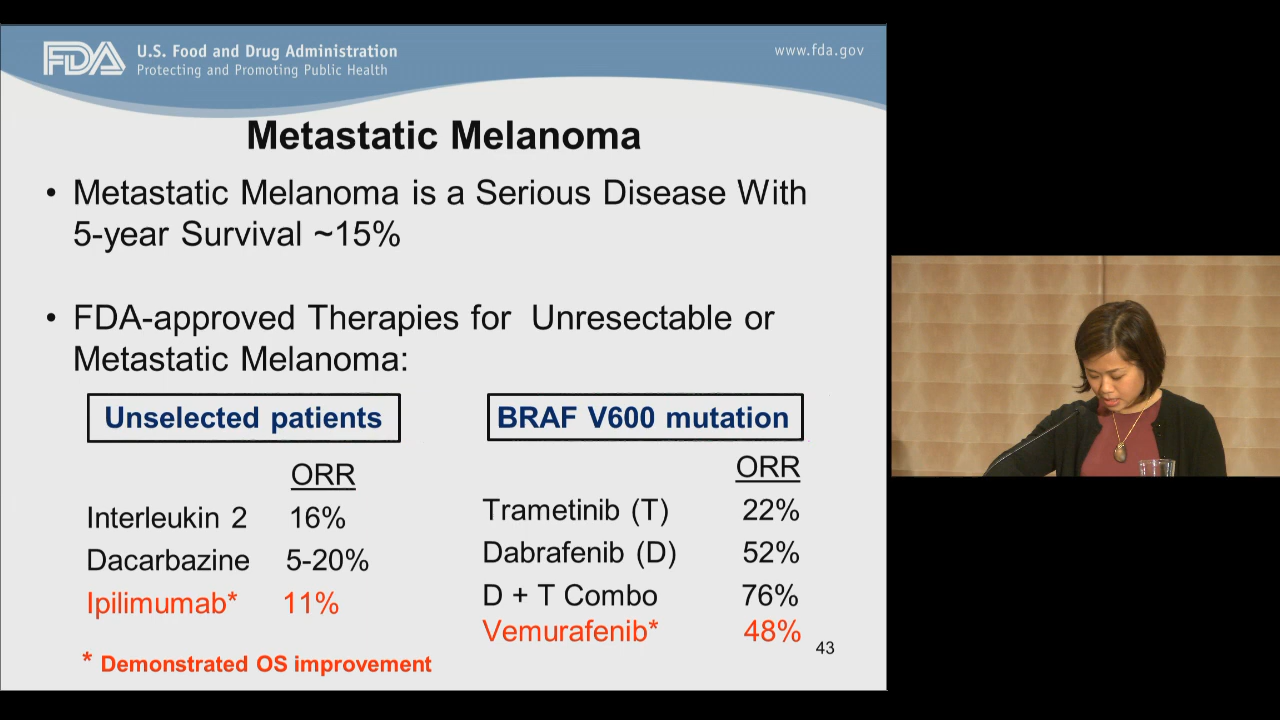 FDA U.S. Food and Drug Administration
Protecting and Promoting Public Health
www.fda.gov
Metastatic Melanoma
• Metastatic Melanoma is a Serious Disease With
5-year Survival ~15%
• FDA-approved Therapies for Unresectable or
Metastatic Melanoma:
Unselected patients
ORR
Interleukin 2 16%
Dacarbazine 5-20%
Ipilimumab* 11%
* Demonstrated OS improvement
BRAF V600 mutation
ORR
Trametinib (T) 22%
Dabrafenib (D) 52%
D + T Combo 76%
Vemurafenib* 48%
43